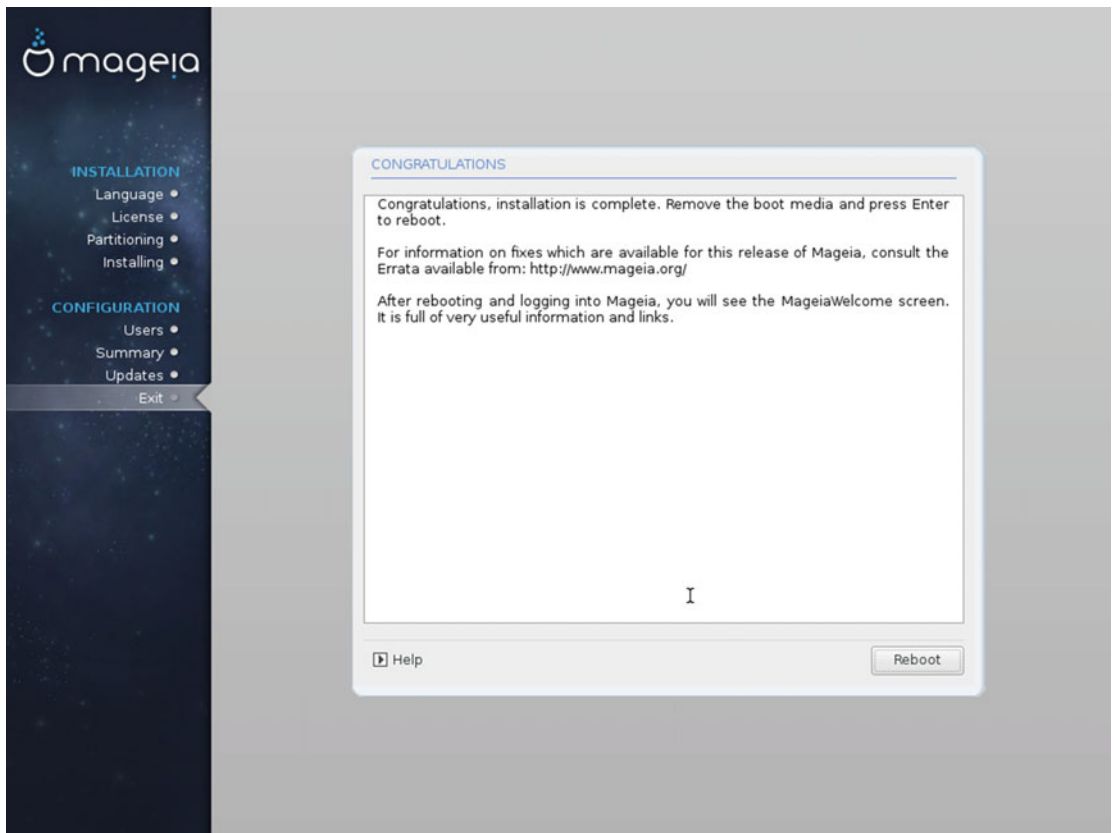 mageia
INSTALLATION
Language
License
Partitioning
Installing
CONFIGURATION
Users
Summary
Updates
Exit
CONGRATULATIONS
Congratulations, installation is complete. Remove the boot media and press Enter
to reboot.
For information on fixes which are available for this release of Mageia, consult the
Errata available from: http://www.mageia.org/
After rebooting and logging into Mageia, you will see the MageiaWelcome screen.
It is full of very useful information and links.
Help
Reboot